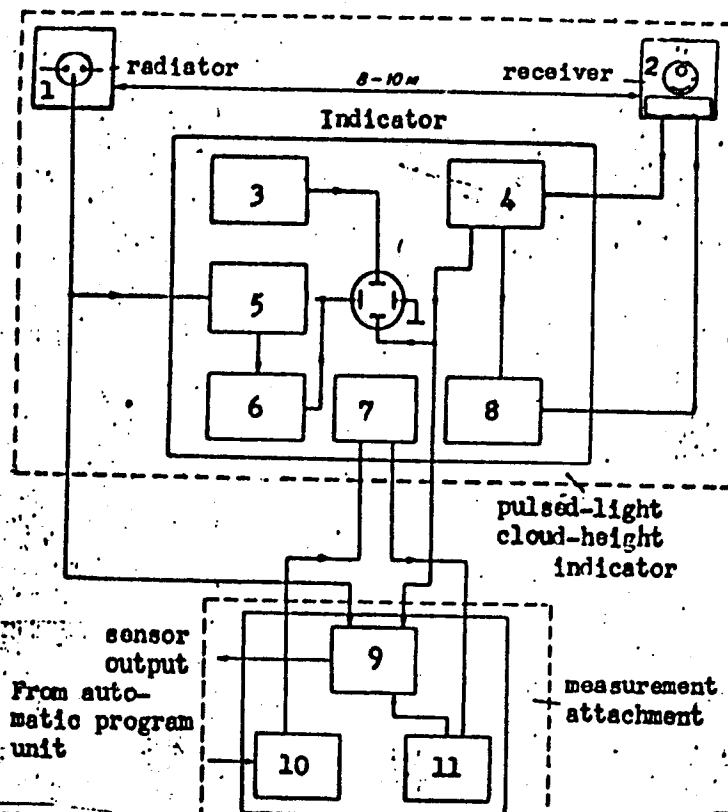 1
radiator
8-10 м
receiver
2
Indicator
3
4
5
6
7
8
pulsed-light
cloud-height
indicator
sensor
output
9
From auto-
matic program
unit
measurement
attachment
10
11